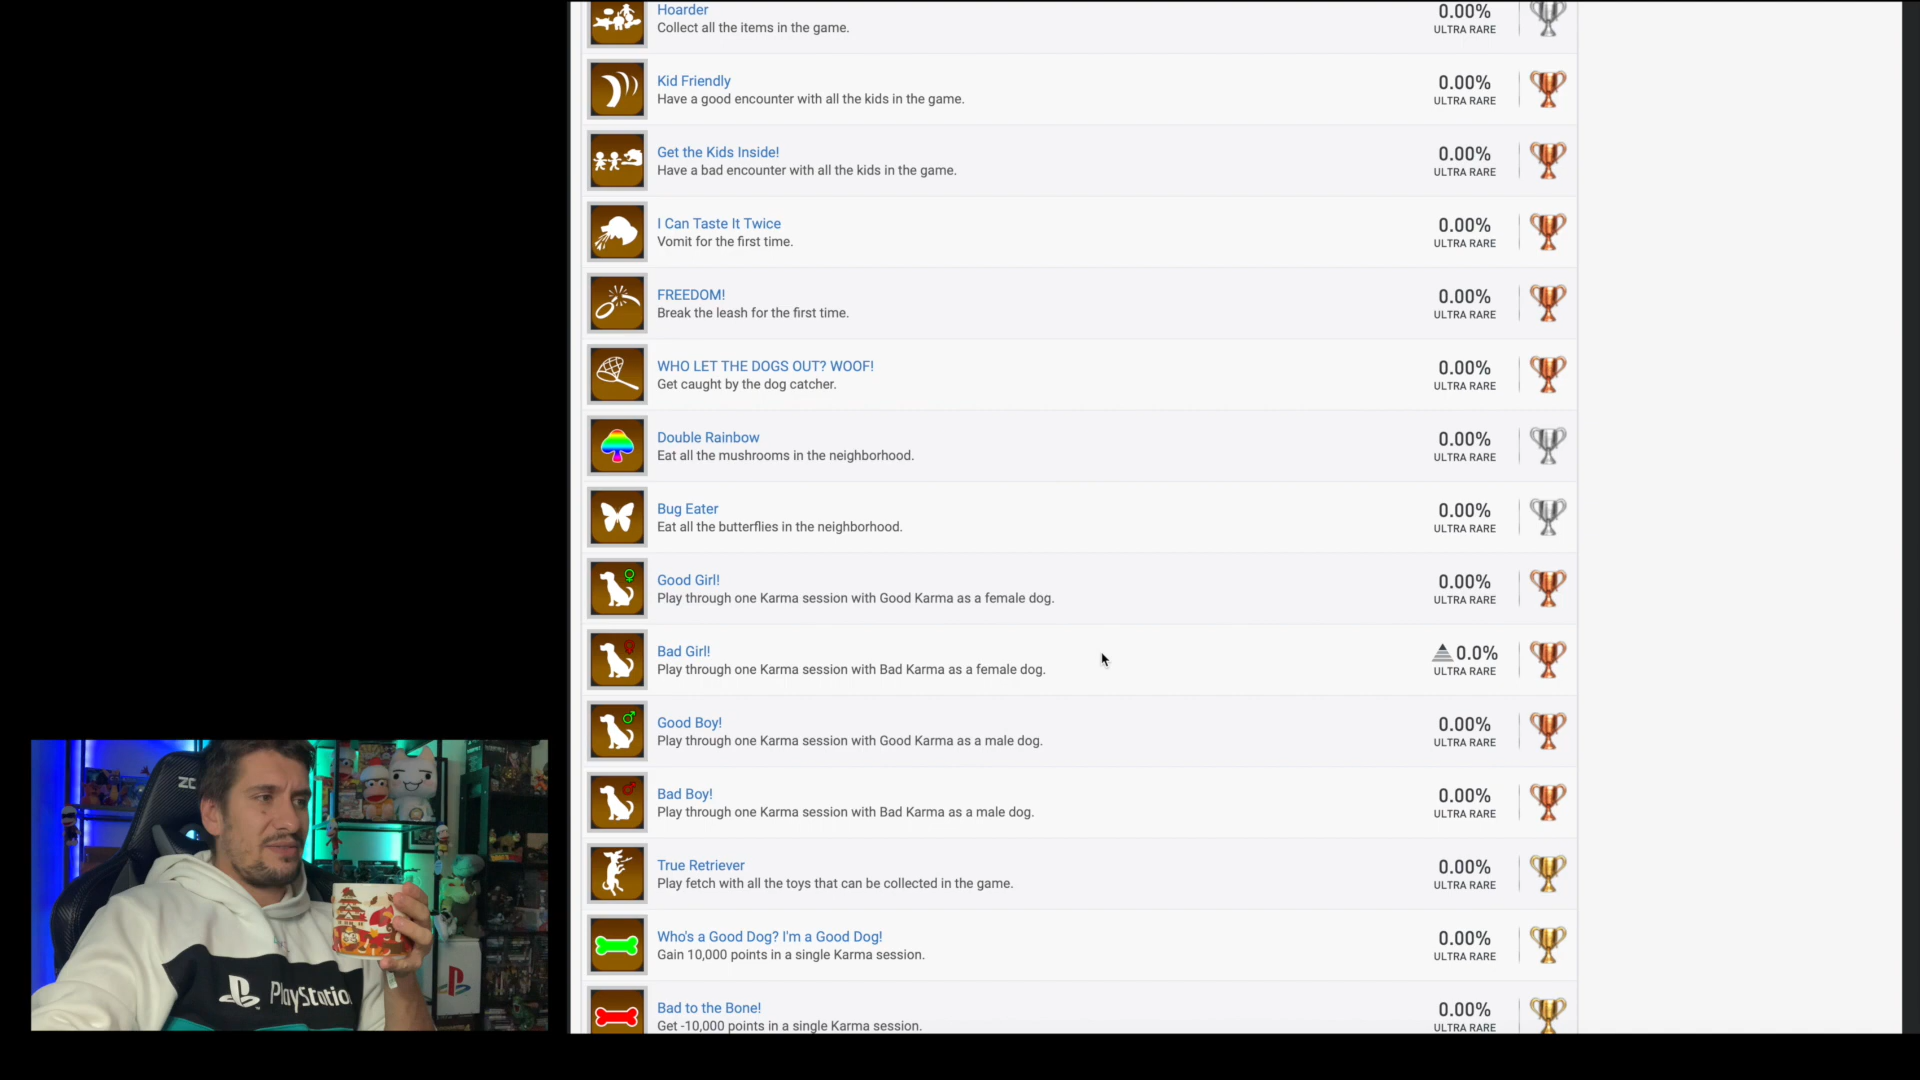 Hoarder
Collect all the items in the game.
0.00%
ULTRA RARE
Kid Friendly
Have a good encounter with all the kids in the game.
0.00%
ULTRA RARE
Get the Kids Inside!
Have a bad encounter with all the kids in the game.
0.00%
ULTRA RARE
I Can Taste It Twice
Vomit for the first time.
0.00%
ULTRA RARE
FREEDOM!
Break the leash for the first time.
0.00%
ULTRA RARE
WHO LET THE DOGS OUT? WOOF!
Get caught by the dog catcher.
0.00%
ULTRA RARE
Double Rainbow
Eat all the mushrooms in the neighborhood.
0.00%
ULTRA RARE
Bug Eater
Eat all the butterflies in the neighborhood.
0.00%
ULTRA RARE
Good Girl!
Play through one Karma session with Good Karma as a female dog.
0.00%
ULTRA RARE
Bad Girl!
Play through one Karma session with Bad Karma as a female dog.
0.0%
ULTRA RARE
Good Boy!
Play through one Karma session with Good Karma as a male dog.
0.00%
ULTRA RARE
Bad Boy!
Play through one Karma session with Bad Karma as a male dog.
0.00%
ULTRA RARE
True Retriever
Play fetch with all the toys that can be collected in the game.
0.00%
ULTRA RARE
Who's a Good Dog? I'm a Good Dog!
Gain 10,000 points in a single Karma session.
0.00%
ULTRA RARE
Bad to the Bone!
Get -10,000 points in a single Karma session.
0.00%
ULTRA RARE
PlayStation